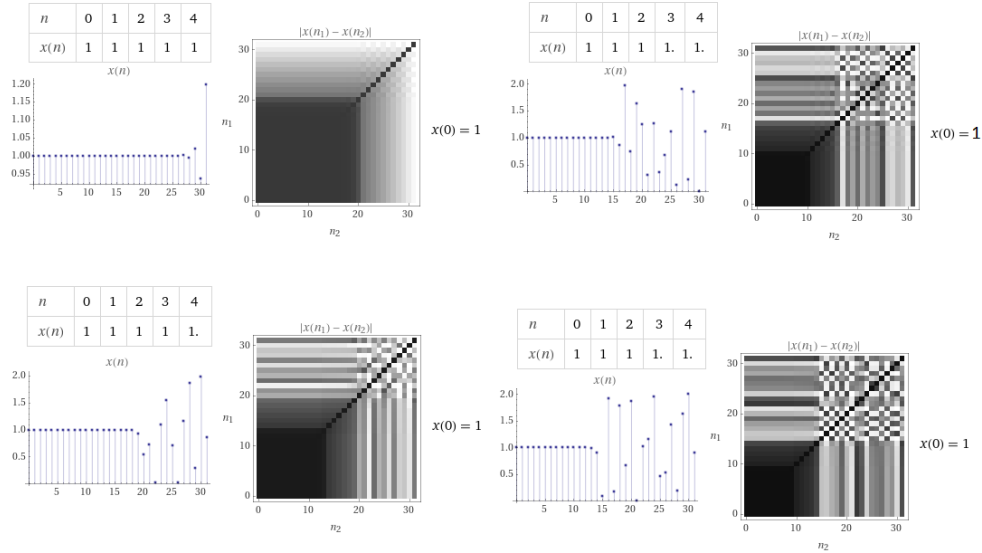 n 0 1 2 3 4
x(n) 1 1 1 1 1
x(n)
1.20
1.15
1.10
1.05
1.00
0.95
5 10 15 20 25 30
|x(n1) − x(n2)|
30
20
n1
10
0
0 10 20 30
n2
x(0) = 1
n 0 1 2 3 4
x(n) 1 1 1 1. 1.
x(n)
2.0
1.5
1.0
0.5
5 10 15 20 25 30
|x(n1) − x(n2)|
30
20
n1
10
0
0 10 20 30
n2
x(0) = 1
n 0 1 2 3 4
x(n) 1 1 1 1 1.
x(n)
2.0
1.5
1.0
0.5
5 10 15 20 25 30
|x(n1) − x(n2)|
30
20
n1
10
0
0 10 20 30
n2
x(0) = 1
n 0 1 2 3 4
x(n) 1 1 1 1. 1.
x(n)
2.0
1.5
1.0
0.5
5 10 15 20 25 30
|x(n1) − x(n2)|
30
20
n1
10
0
0 10 20 30
n2
x(0) = 1